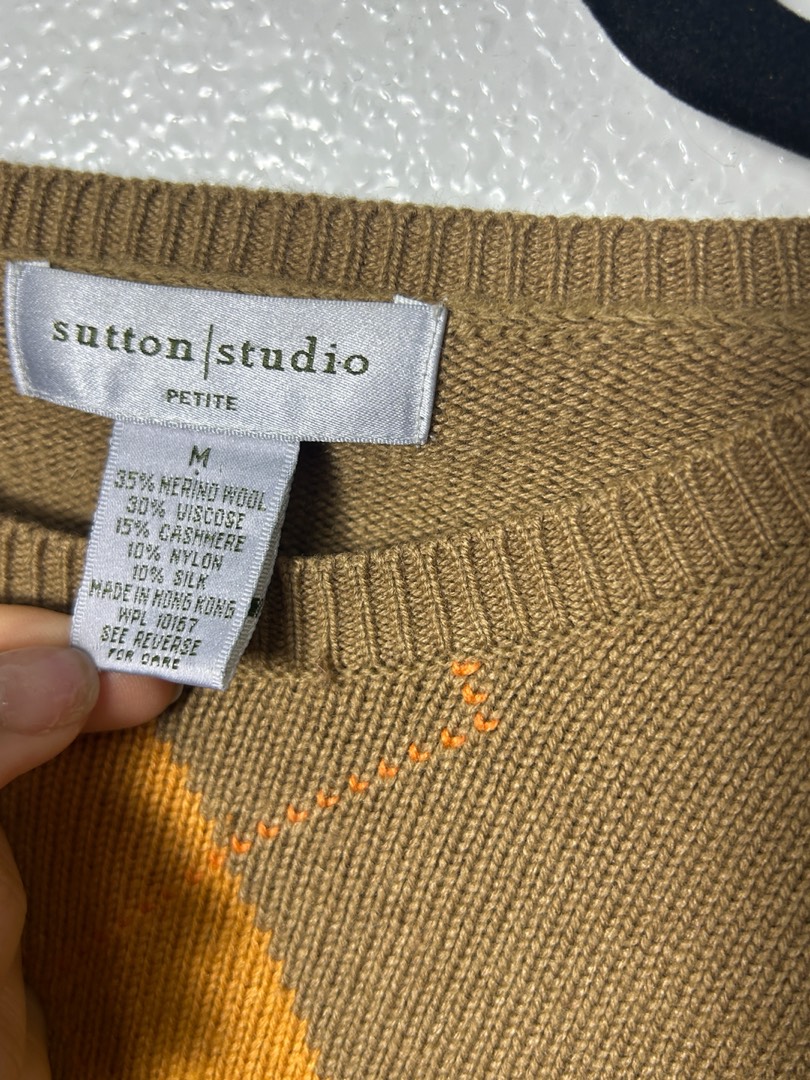 sutton|studio
PETITE
M
35% MERINO WOOL
30% VISCOSE
15% CASHMERE
10% NYLON
10% SILK
MADE IN HONG KONG
WPL 10167
SEE REVERSE
FOR CARE